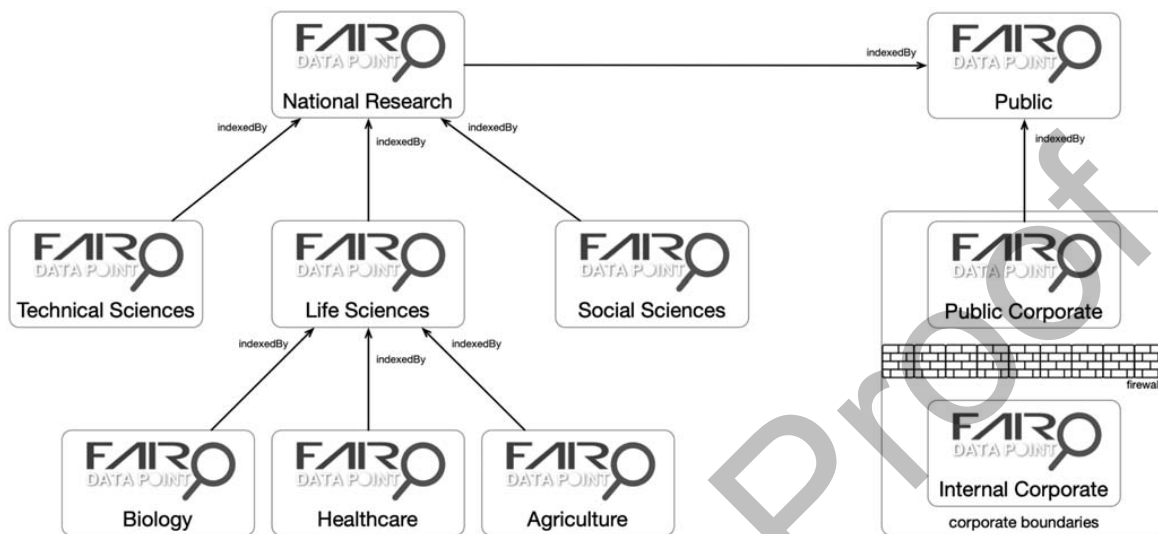 FAIR
DATA POINT
National Research
indexedBy
FAIR
DATA POINT
Public
indexedBy
indexedBy
indexedBy
indexedBy
FAIR
DATA POINT
Technical Sciences
FAIR
DATA POINT
Life Sciences
FAIR
DATA POINT
Social Sciences
FAIR
DATA POINT
Public Corporate
indexedBy
indexedBy
indexedBy
firewall
FAIR
DATA POINT
Biology
FAIR
DATA POINT
Healthcare
FAIR
DATA POINT
Agriculture
FAIR
DATA POINT
Internal Corporate
corporate boundaries
Proof